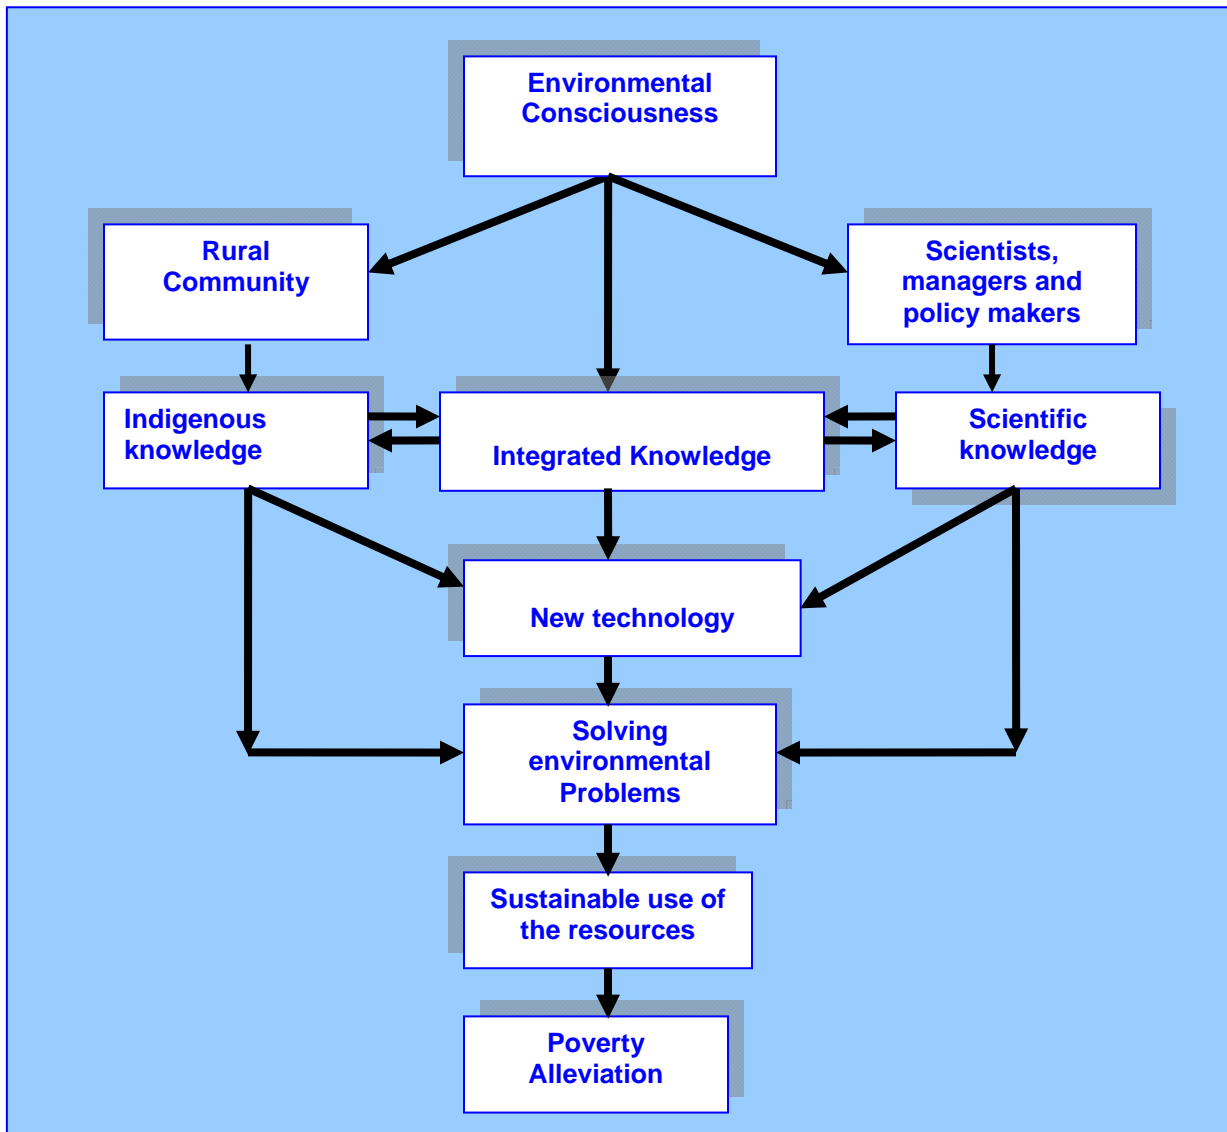 Environmental
Consciousness
Rural
Community
Scientists,
managers and
policy makers
Indigenous
knowledge
Integrated Knowledge
Scientific
knowledge
New technology
Solving
environmental
Problems
Sustainable use of
the resources
Poverty
Alleviation